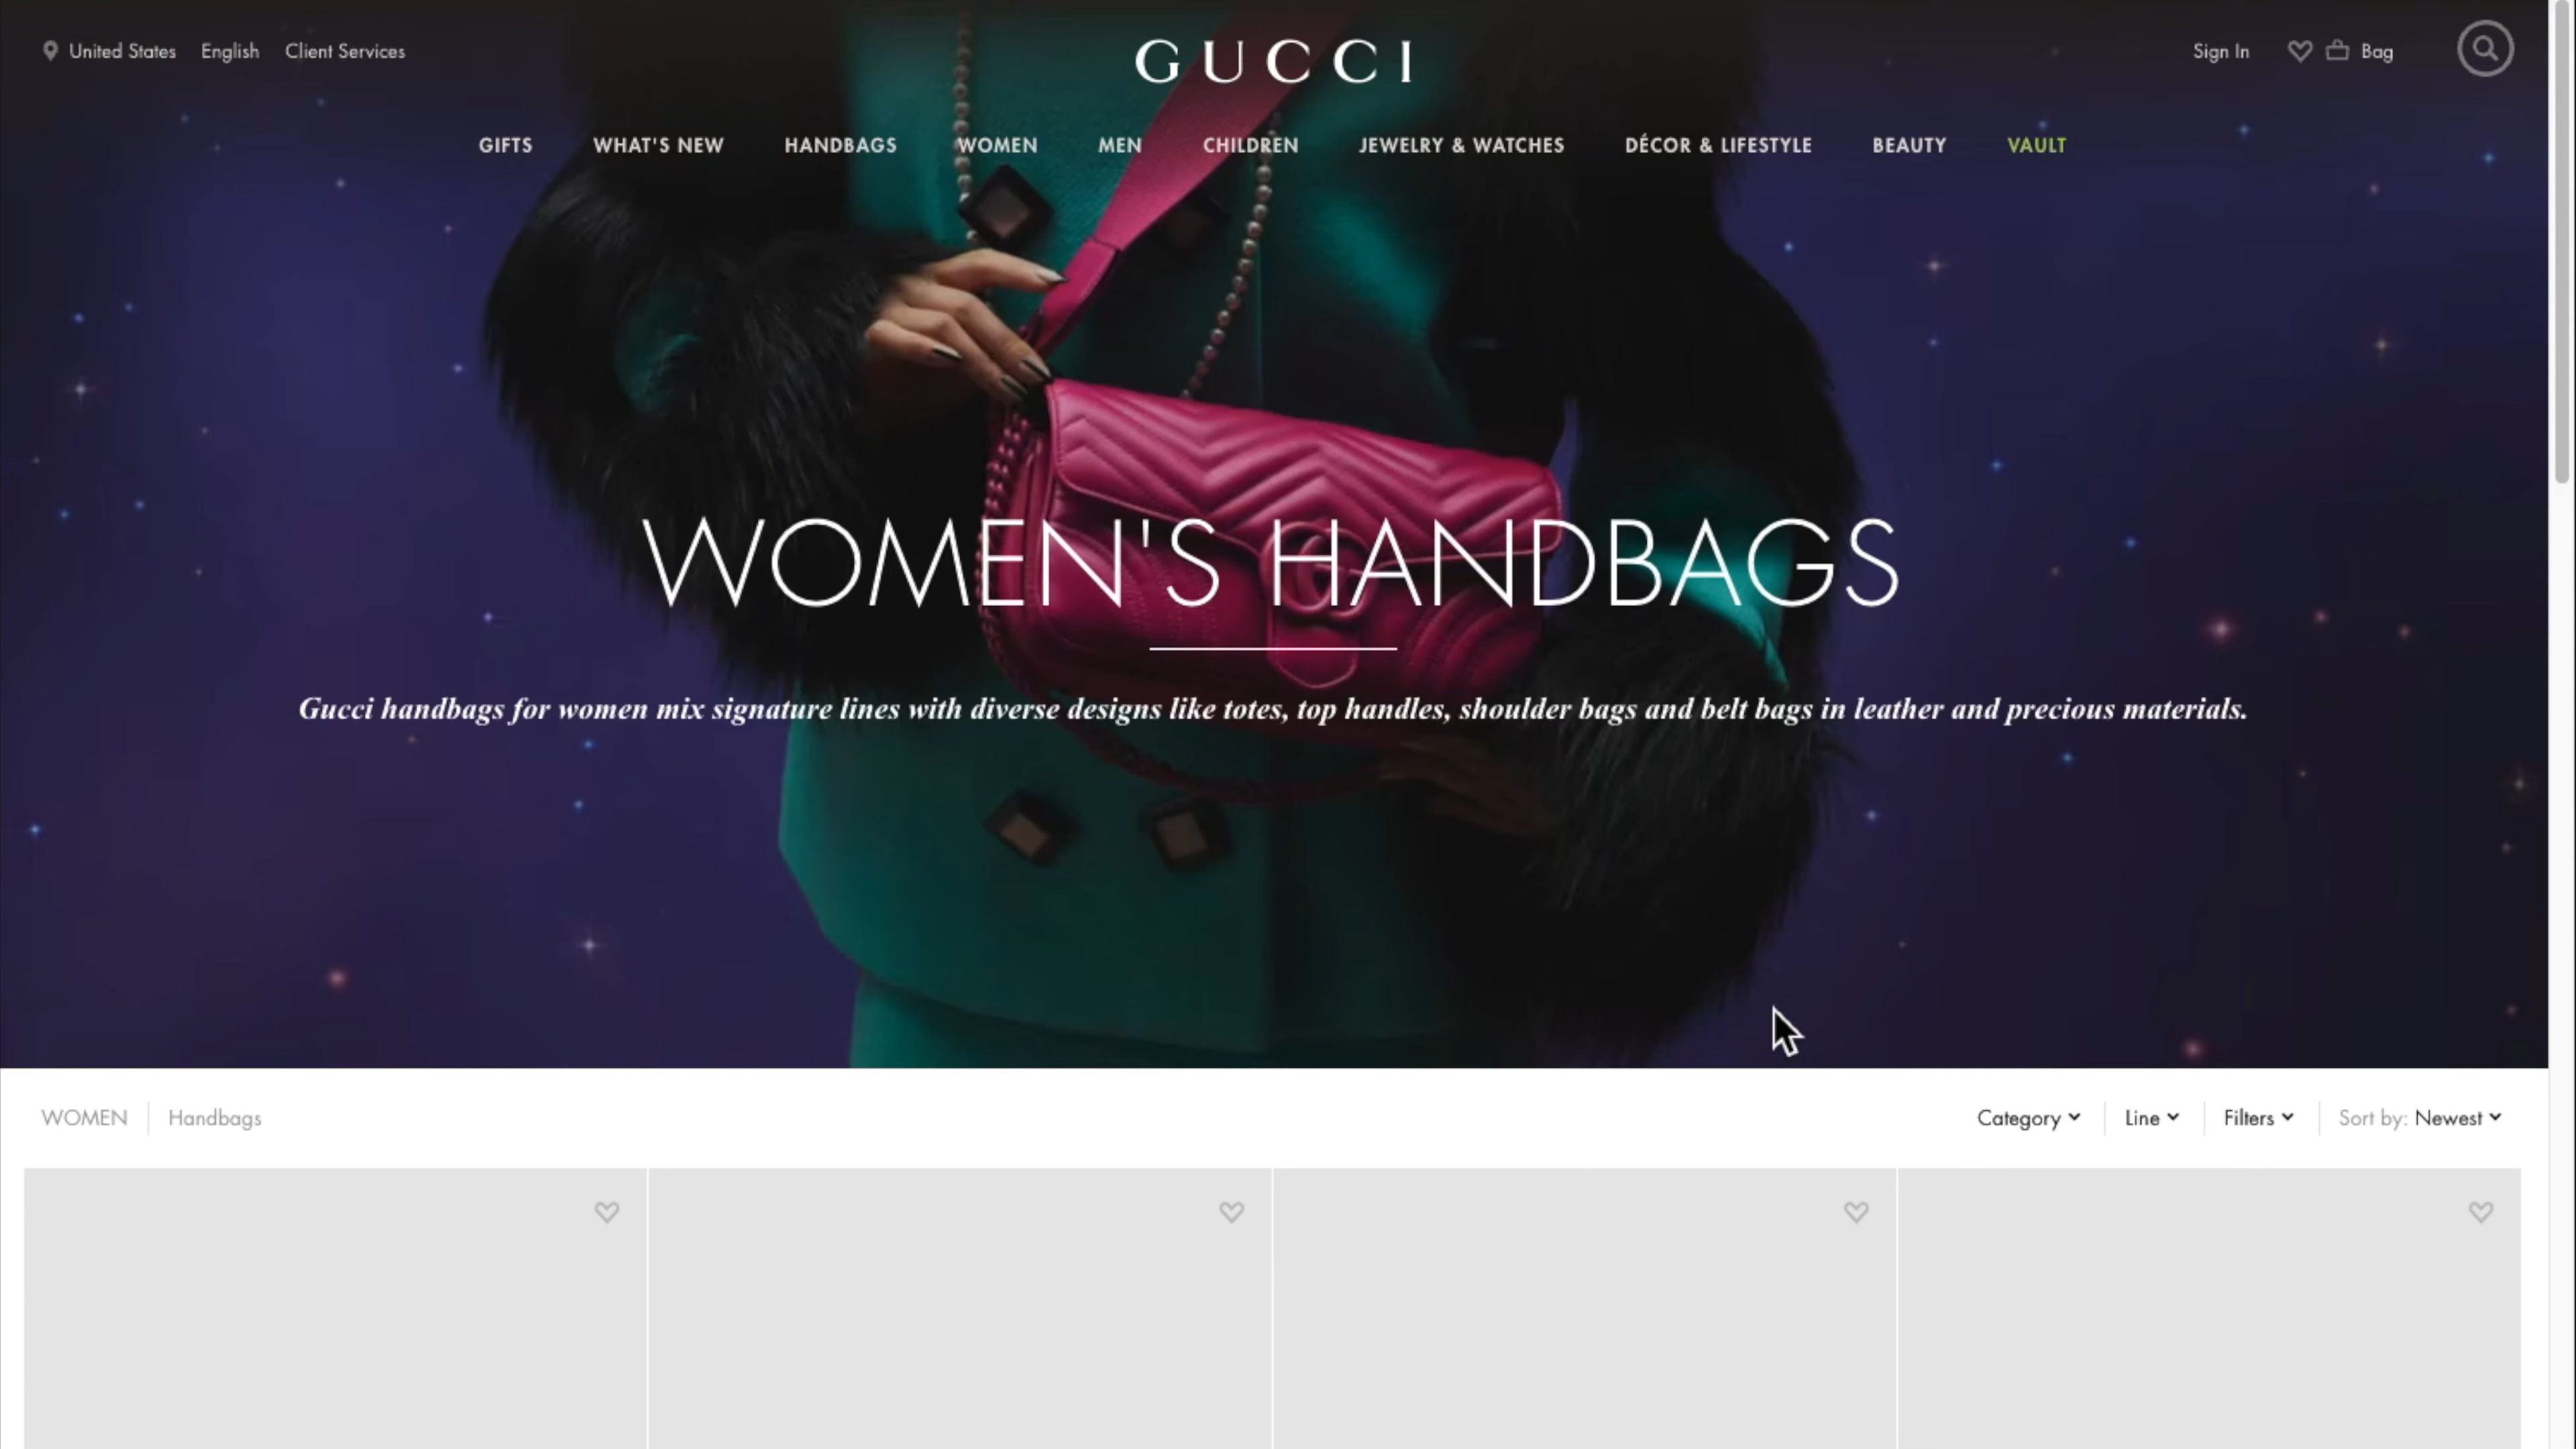 United States English Client Services
GUCCI
Sign In Bag
GIFTS WHAT'S NEW HANDBAGS WOMEN MEN CHILDREN JEWELRY & WATCHES DÉCOR & LIFESTYLE BEAUTY VAULT
WOMEN'S HANDBAGS
Gucci handbags for women mix signature lines with diverse designs like totes, top handles, shoulder bags and belt bags in leather and precious materials.
WOMEN Handbags
Category Line Filters Sort by: Newest